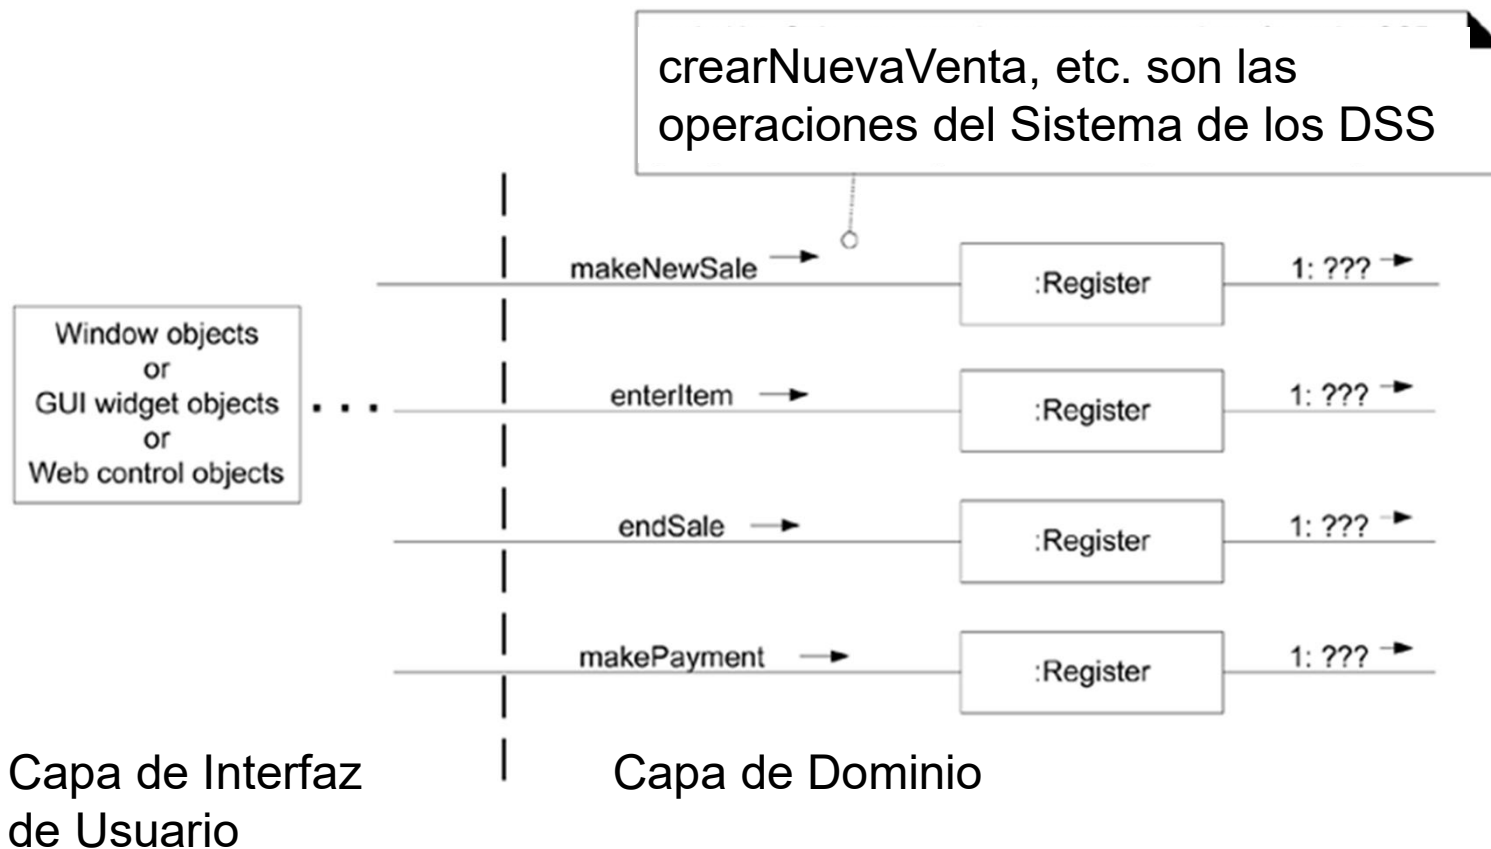 crearNuevaVenta, etc. son las
operaciones del Sistema de los DSS
makeNewSale
:Register
1: ???
Window objects
or
GUI widget objects
or
Web control objects
. . .
enterItem
:Register
1: ???
endSale
:Register
1: ???
makePayment
:Register
1: ???
Capa de Interfaz
de Usuario
Capa de Dominio